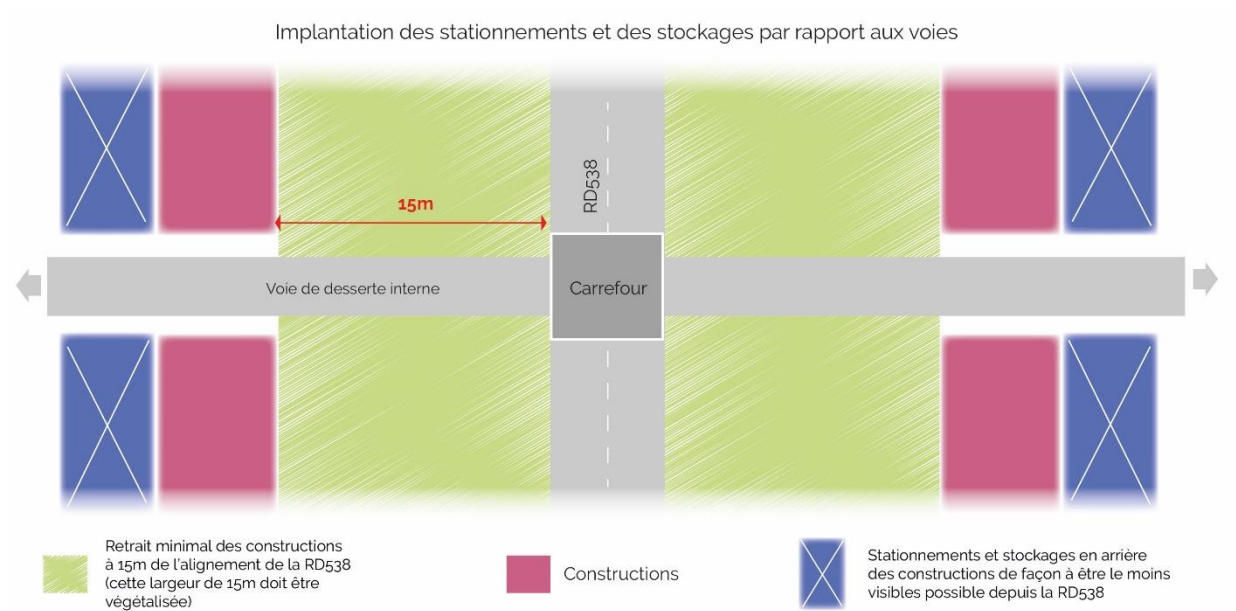 Implantation des stationnements et des stockages par rapport aux voies
RD538
15m
Voie de desserte interne
Carrefour
Retrait minimal des constructions
à 15m de l'alignement de la RD538
(cette largeur de 15m doit être
végétalisée)
Constructions
Stationnements et stockages en arrière
des constructions de façon à être le moins
visibles possible depuis la RD538